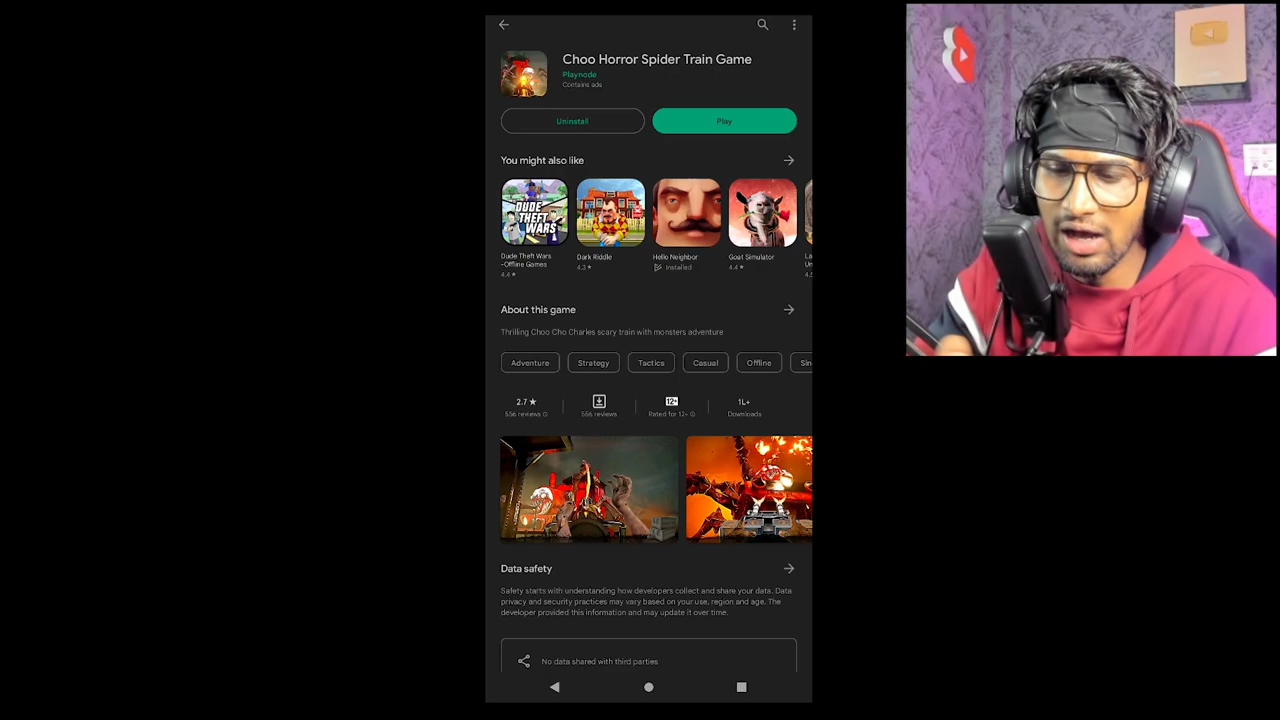 Choo Horror Spider Train Game
Playnode
Contains ads
Uninstall
Play
You might also like
DUDE
THEFT
WARS
Dude Theft Wars
-Offline Games
4.4★
Dark Riddle
4.3★
Hello Neighbor
Installed
Goat Simulator
4.4★
4.5
About this game
Thrilling Choo Cho Charles scary train with monsters adventure
Adventure
Strategy
Tactics
Casual
Offline
Sin
2.7★
556 reviews
556 reviews
12+
Rated for 12+
1L+
Downloads
Data safety
Safety starts with understanding how developers collect and share your data. Data
privacy and security practices may vary based on your use, region and age. The
developer provided this information and may update it over time.
No data shared with third parties